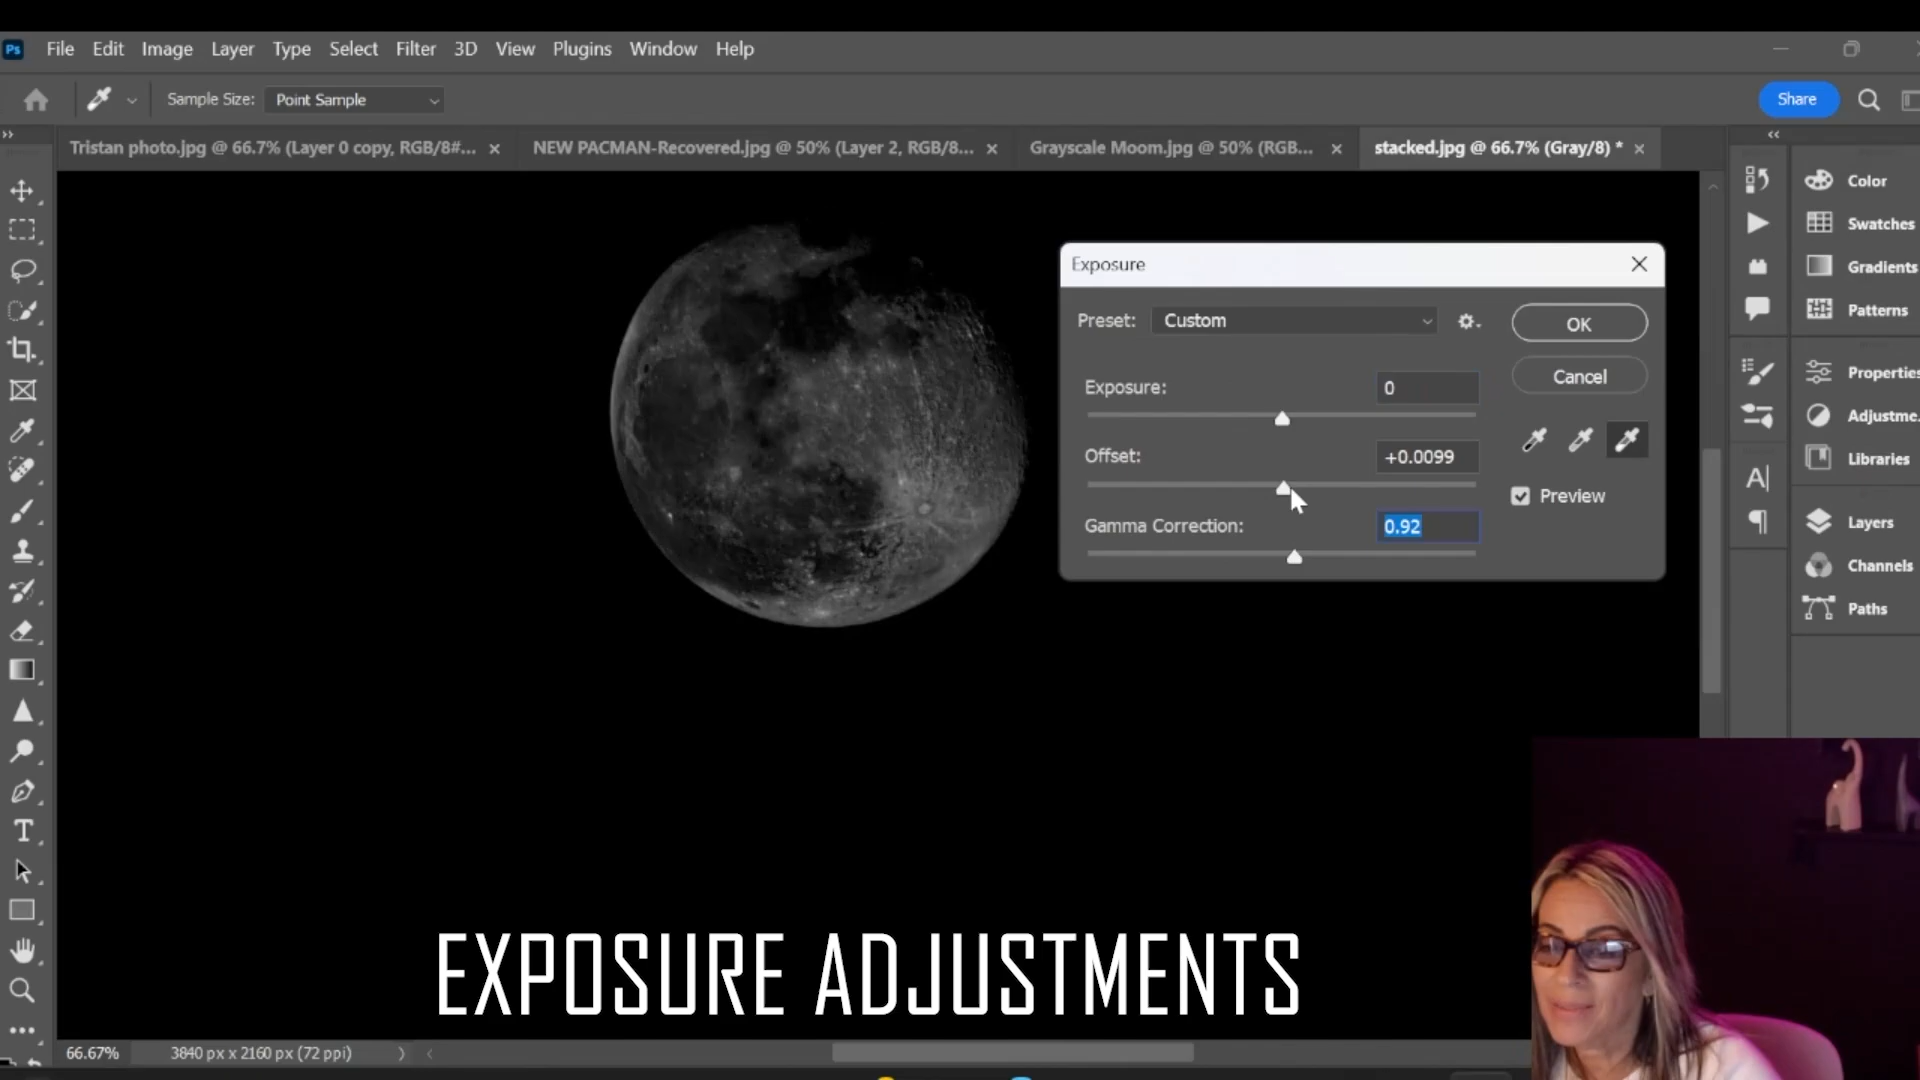 Ps File Edit Image Layer Type Select Filter 3D View Plugins Window Help
Sample Size: Point Sample
Share
Tristan photo.jpg @ 66.7% (Layer 0 copy, RGB/8#...
NEW PACMAN-Recovered.jpg @ 50% (Layer 2, RGB/8...
Grayscale Moom.jpg @ 50% (RGB...
stacked.jpg @ 66.7% (Gray/8) *
Color
Swatches
Gradients
Patterns
Properties
Adjustme...
Libraries
Layers
Channels
Paths
Exposure
Preset: Custom
OK
Cancel
Exposure: 0
Offset: +0.0099
Preview
Gamma Correction: 0.92
EXPOSURE ADJUSTMENTS
66.67% 3840 px x 2160 px (72 ppi)